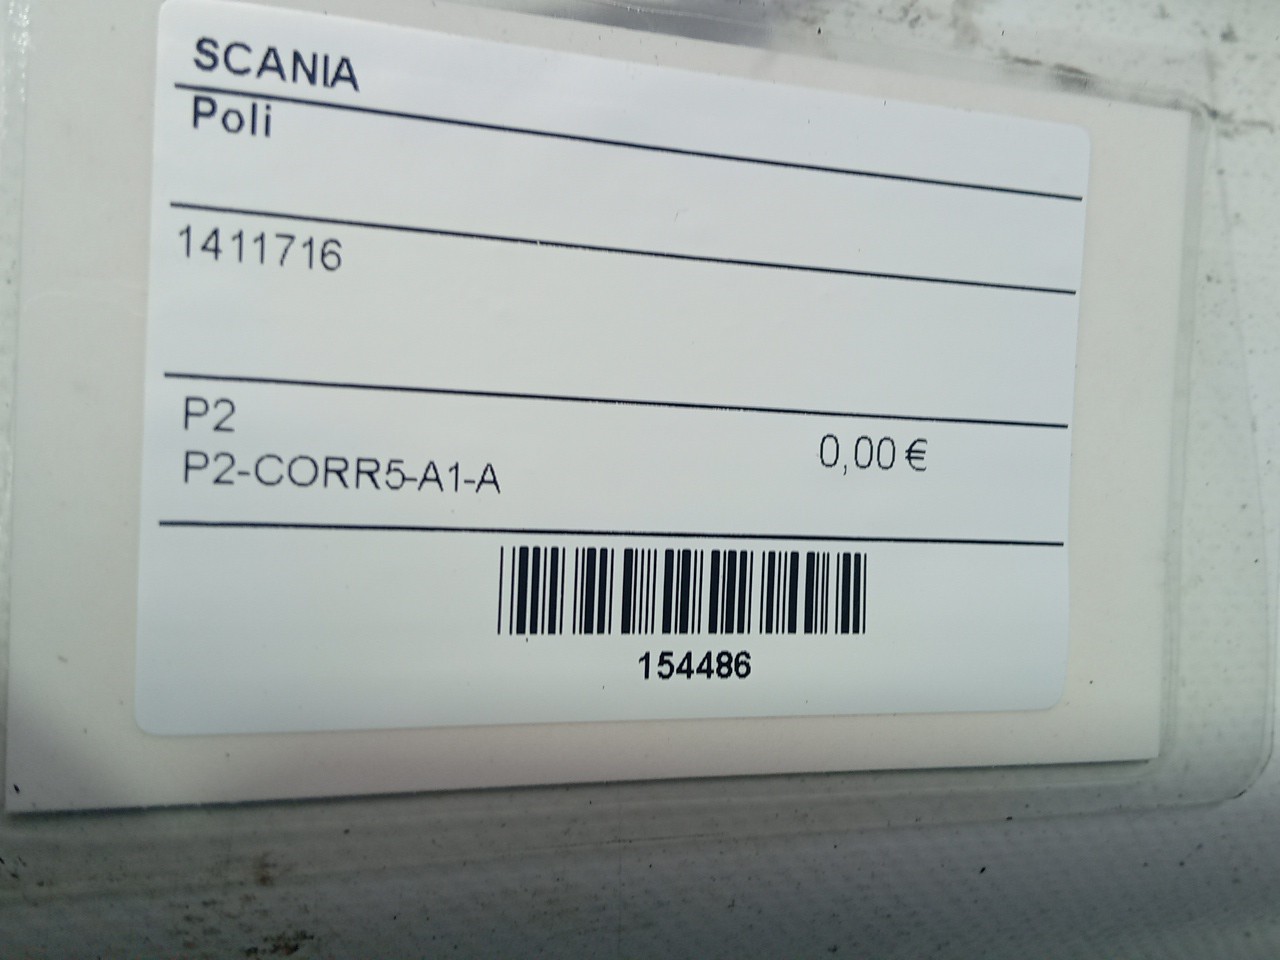 SCANIA
Poli
1411716
P2
0,00 €
P2-CORR5-A1-A
154486